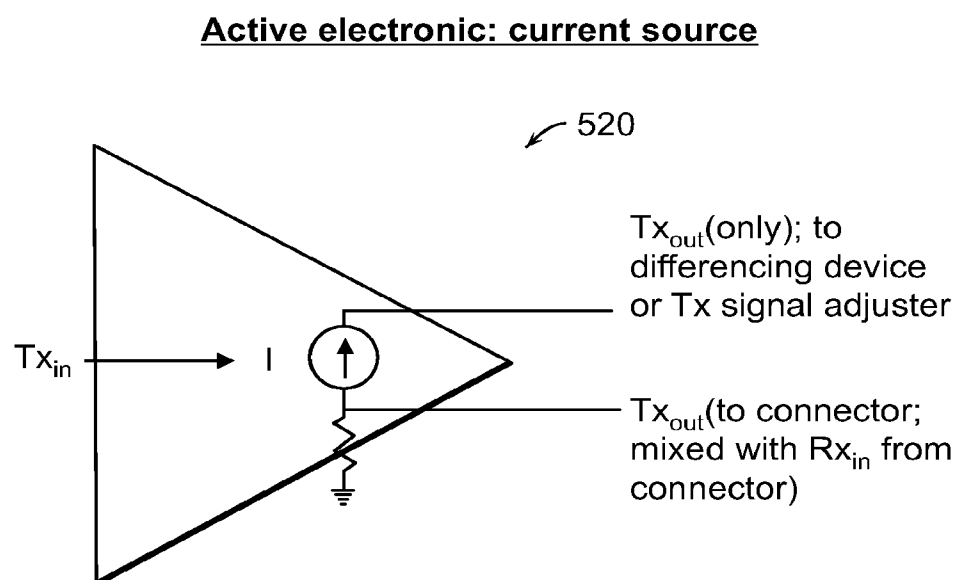 Active electronic: current source
520
Tx_out(only); to
differencing device
or Tx signal adjuster
Tx_in
I
Tx_out(to connector;
mixed with Rx_in from
connector)